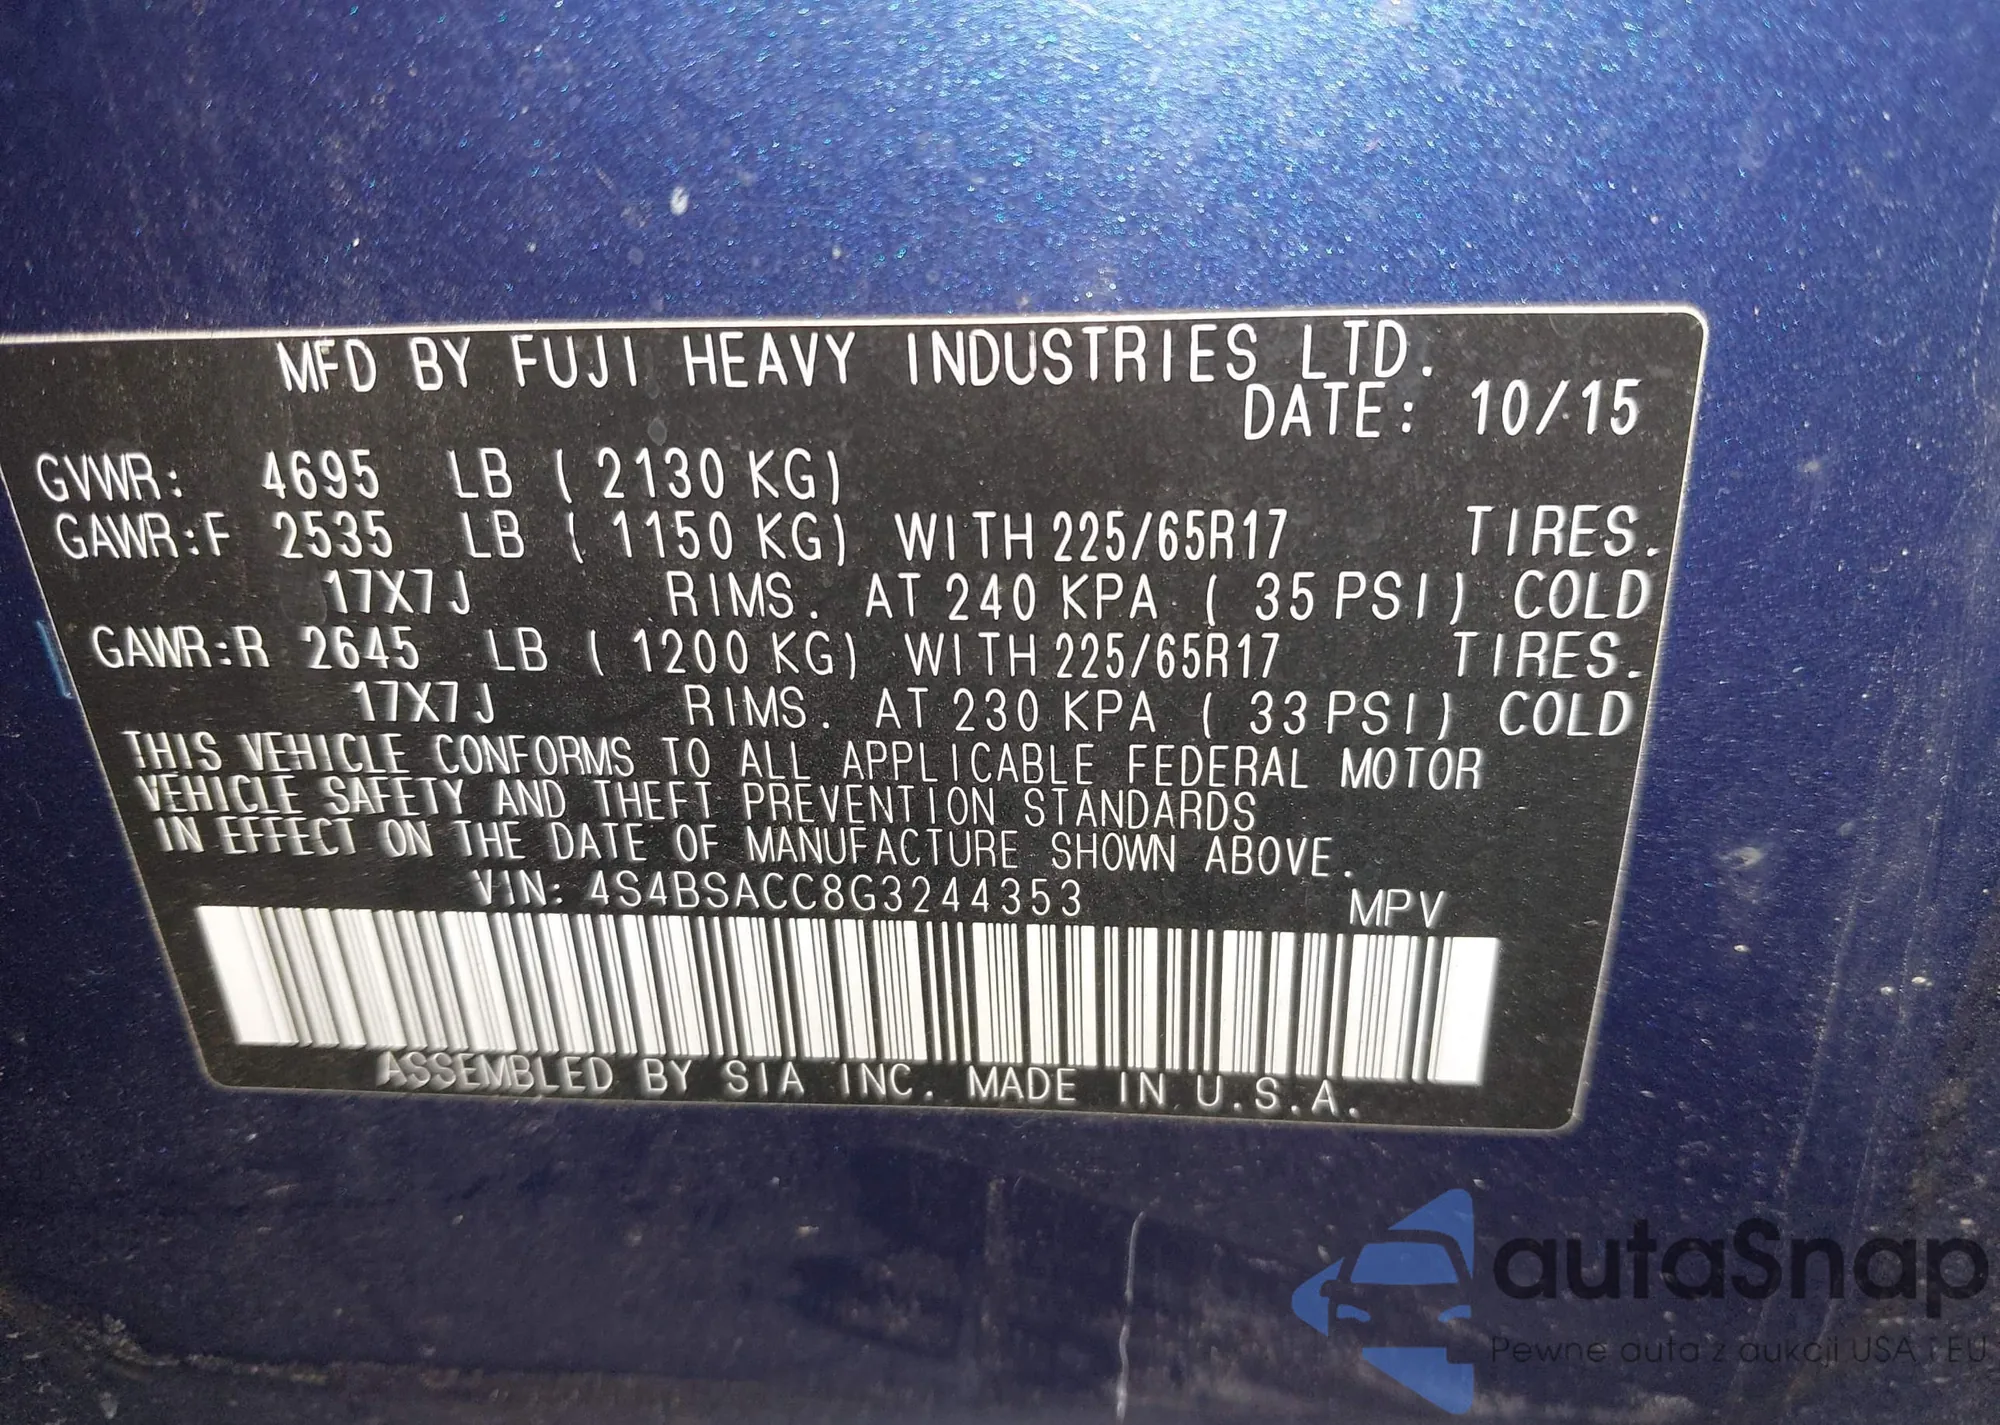 MFD BY FUJI HEAVY INDUSTRIES LTD.
DATE: 10/15
GVWR: 4695 LB ( 2130 KG)
GAWR:F 2535 LB ( 1150 KG) WITH 225/65R17 TIRES.
17X7J RIMS. AT 240 KPA ( 35 PSI) COLD
GAWR:R 2645 LB ( 1200 KG) WITH 225/65R17 TIRES.
17X7J RIMS. AT 230 KPA ( 33 PSI) COLD
THIS VEHICLE CONFORMS TO ALL APPLICABLE FEDERAL MOTOR
VEHICLE SAFETY AND THEFT PREVENTION STANDARDS
IN EFFECT ON THE DATE OF MANUFACTURE SHOWN ABOVE.
VIN: 4S4BSACC8G3244353 MPV
ASSEMBLED BY SIA INC. MADE IN U.S.A.
autaSnap
Pewne auta z aukcji USA i EU